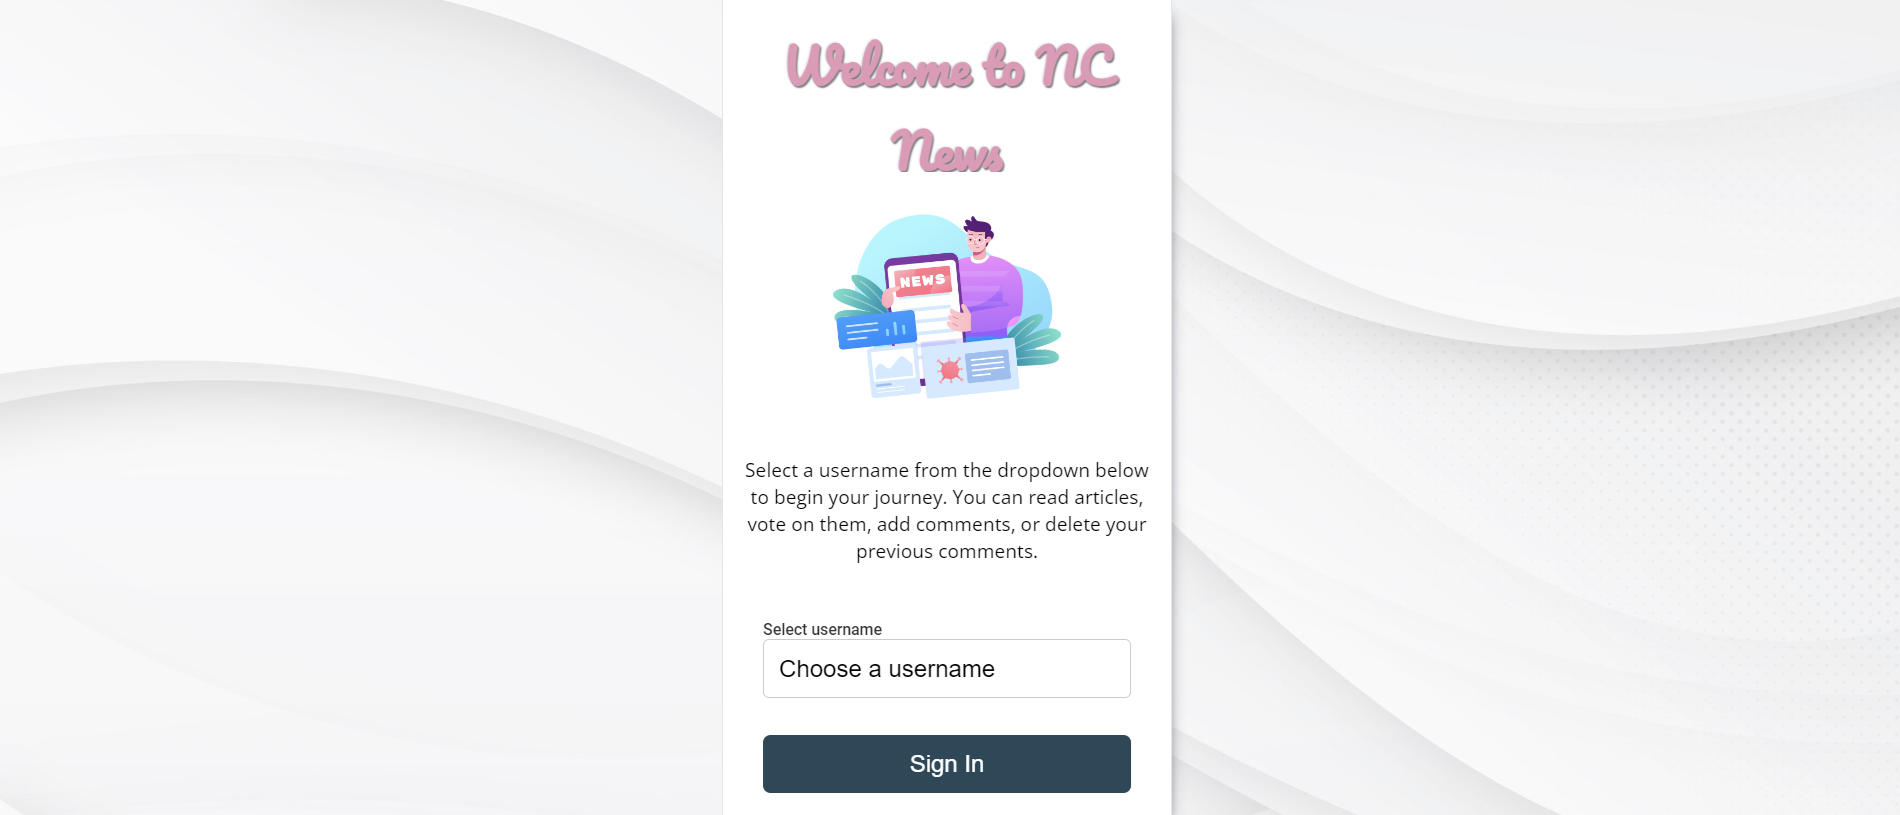 Welcome to NC
News
NEWS
Select a username from the dropdown below
to begin your journey. You can read articles,
vote on them, add comments, or delete your
previous comments.
Select username
Choose a username
Sign In